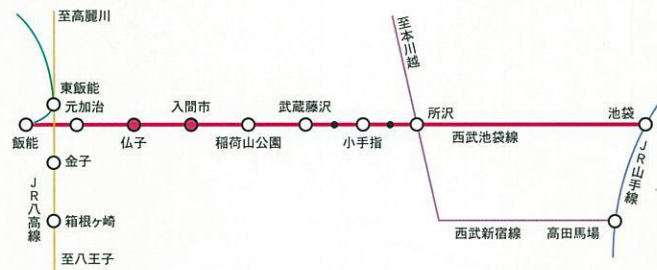 至高麗川
至本川越
東飯能
元加治
入間市
武蔵藤沢
所沢
池袋
飯能
仏子
稲荷山公園
小手指
西武池袋線
金子
JR八高線
JR山手線
箱根ヶ崎
西武新宿線
高田馬場
至八王子